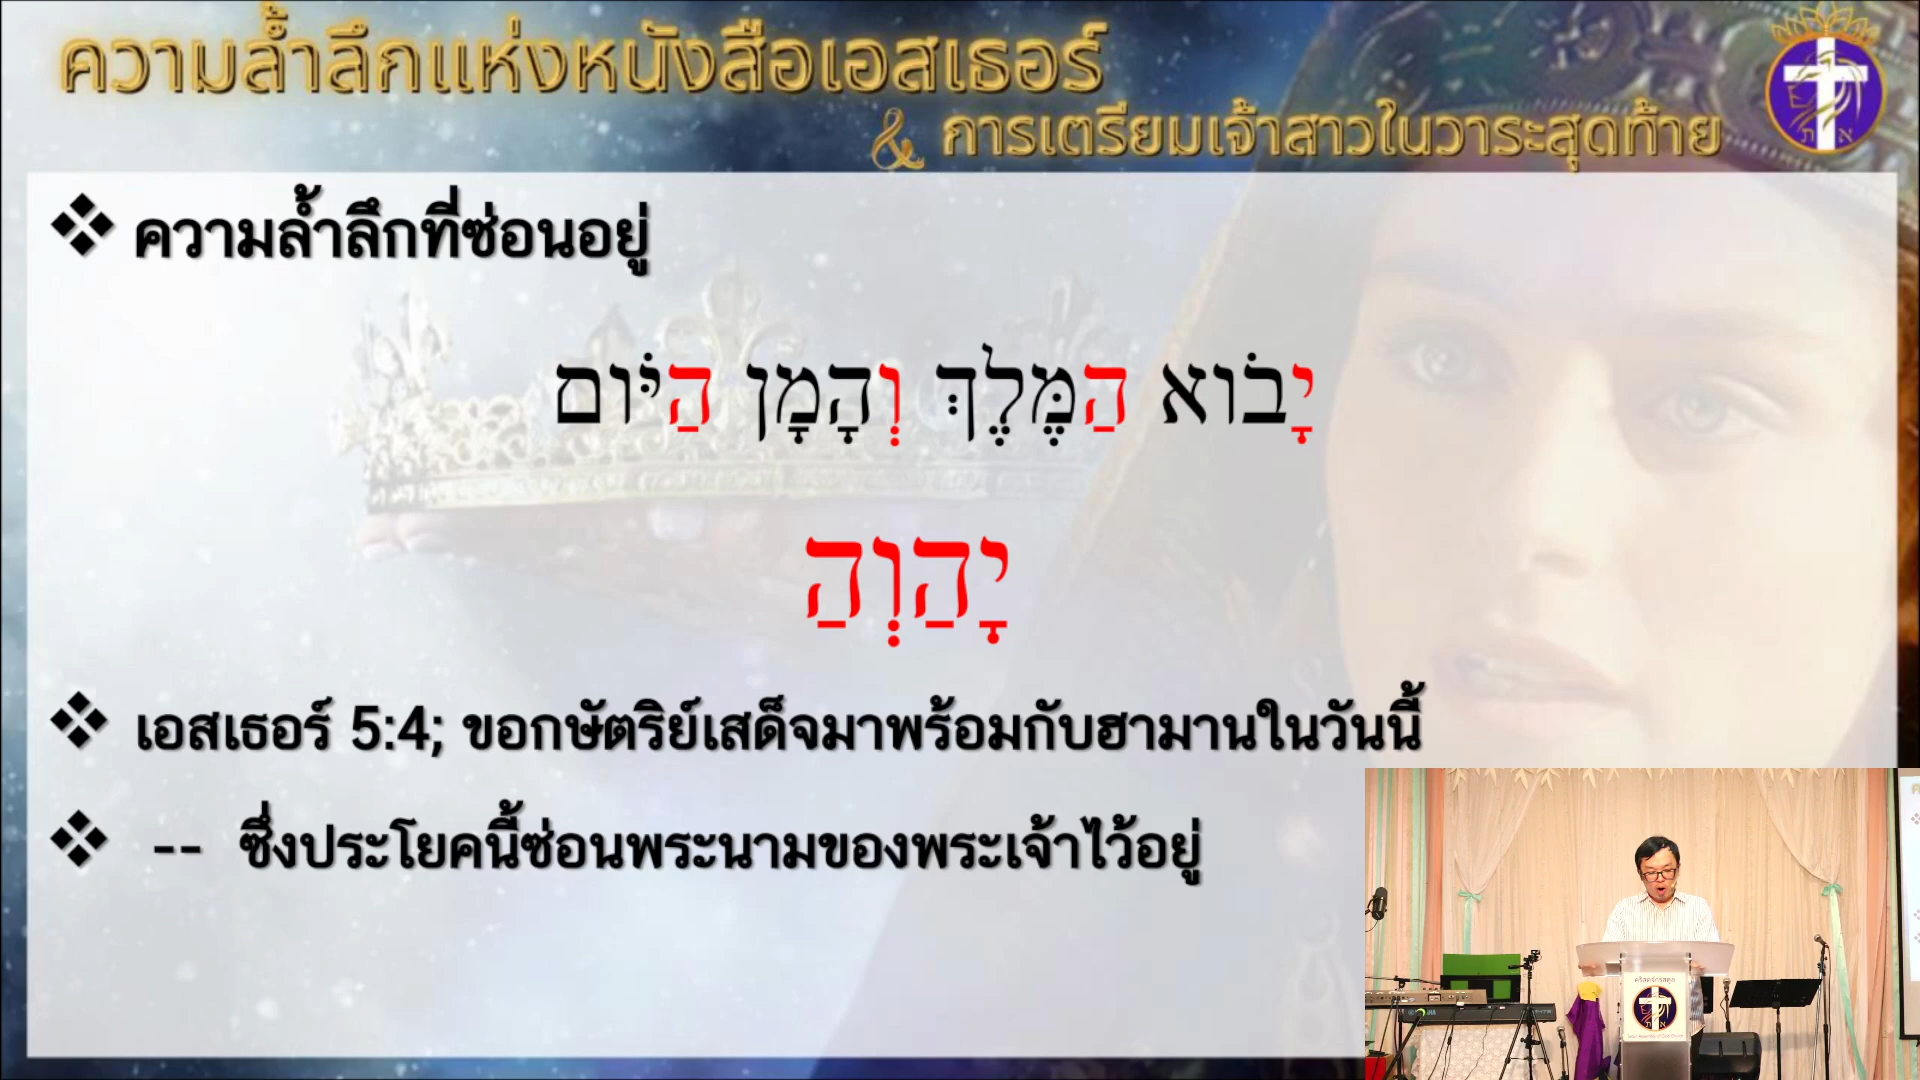 ความล้ำลึกแห่งหนังสือเอสเธอร์
& การเตรียมเจ้าสาวในวาระสุดท้าย
א ת
❖ ความล้ำลึกที่ซ่อนอยู่
יָבֹוא הַמֶּלֶךְ וְהָמָן הַיֹּום
יָהַוְהַ
❖ เอสเธอร์ 5:4; ขอกษัตริย์เสด็จมาพร้อมกับฮามานในวันนี้
❖ -- ซึ่งประโยคนี้ซ่อนพระนามของพระเจ้าไว้อยู่